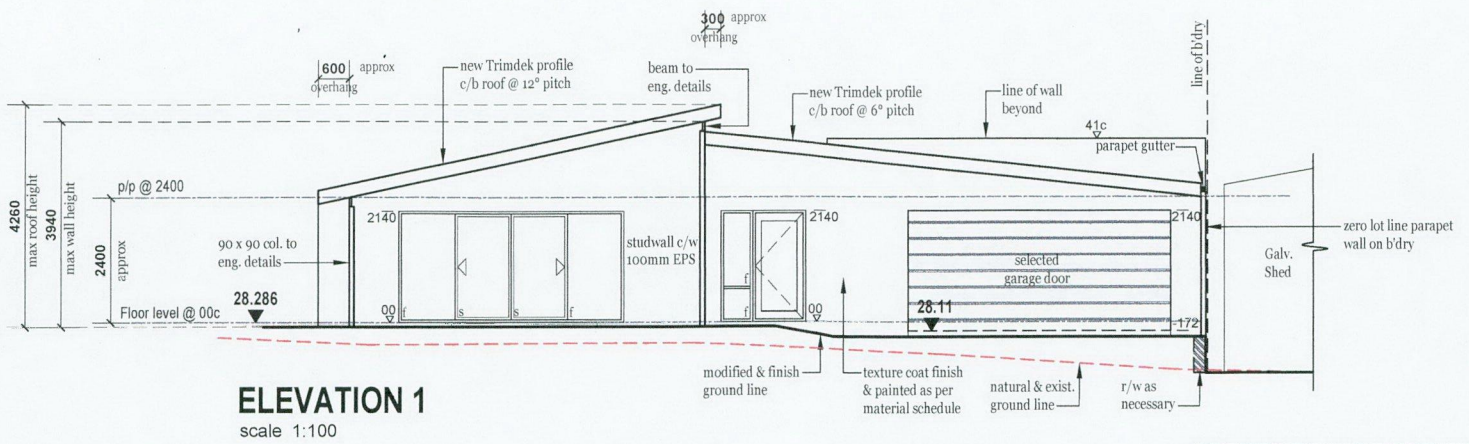 300 approx
overhang
600 approx
overhang
new Trimdek profile
c/b roof @ 12° pitch
beam to
eng. details
new Trimdek profile
c/b roof @ 6° pitch
line of wall
beyond
line of b'dry
41c
parapet gutter
4260
max roof height
3940
max wall height
p/p @ 2400
2400
approx
2140
2140
2140
90 x 90 col. to
eng. details
studwall c/w
100mm EPS
zero lot line parapet
wall on b'dry
Galv.
Shed
selected
garage door
Floor level @ 00c
28.286
00
f
s
s
f
f
f
00
28.11
-172
modified & finish
ground line
texture coat finish
& painted as per
material schedule
natural & exist.
ground line
r/w as
necessary
ELEVATION 1
scale 1:100